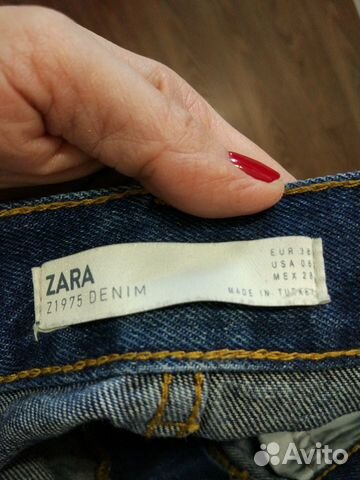 ZARA
Z1975 DENIM
EUR 38
USA 06
MEX 28
MADE IN TURKEY
Avito